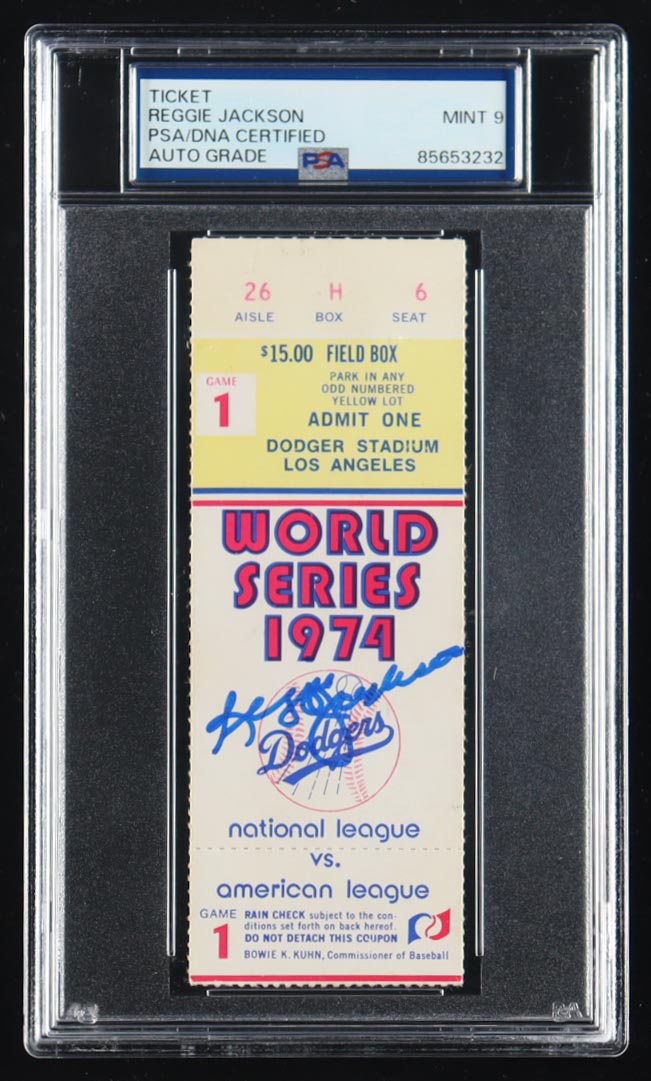 TICKET
REGGIE JACKSON MINT 9
PSA/DNA CERTIFIED
AUTO GRADE PSA 85653232
26 H 6
AISLE BOX SEAT
$15.00 FIELD BOX
PARK IN ANY
ODD NUMBERED
YELLOW LOT
GAME
1
ADMIT ONE
DODGER STADIUM
LOS ANGELES
WORLD
SERIES
1974
Reggie Jackson
Dodgers
national league
vs.
american league
GAME
1
RAIN CHECK subject to the con-
ditions set forth on back hereof.
DO NOT DETACH THIS COUPON
BOWIE K. KUHN, Commissioner of Baseball